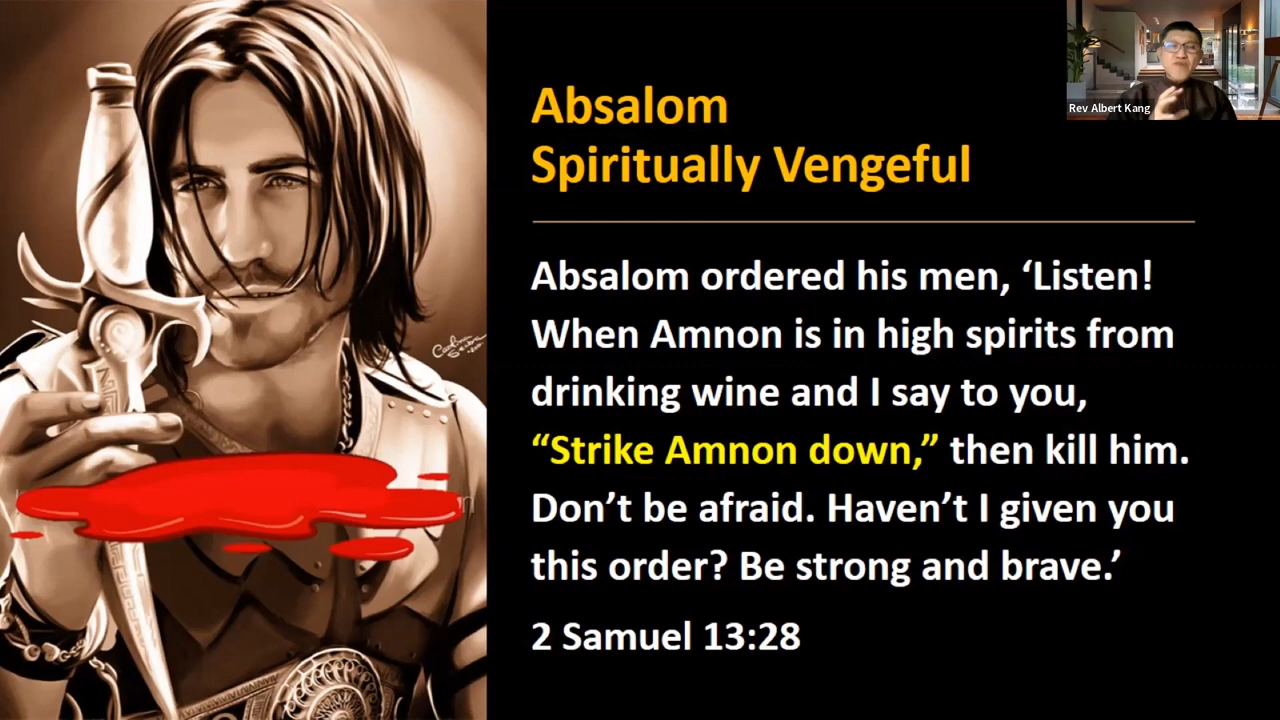 Absalom
Spiritually Vengeful
Absalom ordered his men, ‘Listen!
When Amnon is in high spirits from
drinking wine and I say to you,
“Strike Amnon down,” then kill him.
Don’t be afraid. Haven’t I given you
this order? Be strong and brave.’
2 Samuel 13:28
Rev Albert Kang